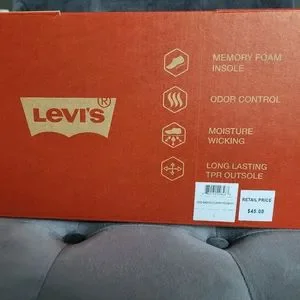 LEVI'S®
MEMORY FOAM
INSOLE
ODOR CONTROL
MOISTURE
WICKING
LONG LASTING
TPR OUTSOLE
RETAIL PRICE
$45.00